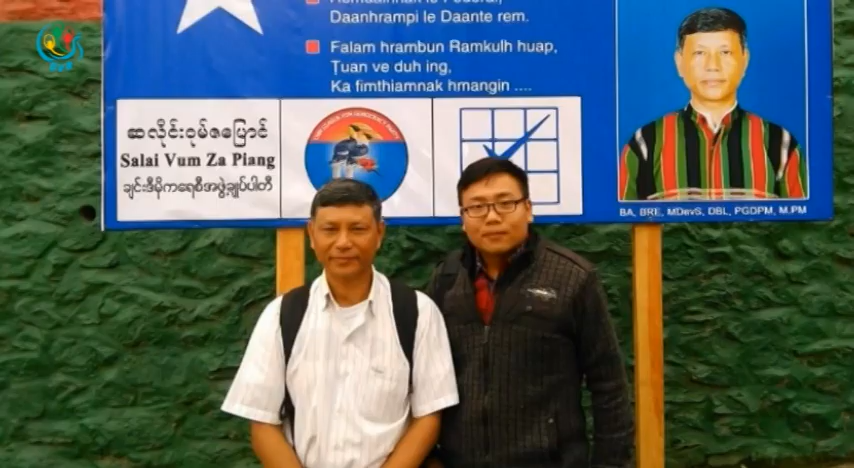 Daanhrampi le Daante rem.
Falam hrambun Ramkulh huap,
Ṭuan ve duh ing,
Ka fimthiamnak hmangin ....
ဆလိုင်းဝုမ်ဇပြောင်
Salai Vum Za Piang
ချင်းဒီမိုကရေစီအဖွဲ့ချုပ်ပါတီ
BA, BRE, MDevS, DBL, PGDPM, M.PM